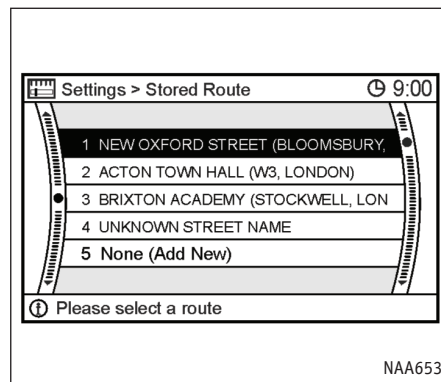 Settings > Stored Route 9:00
1 NEW OXFORD STREET (BLOOMSBURY,
2 ACTON TOWN HALL (W3, LONDON)
3 BRIXTON ACADEMY (STOCKWELL, LON
4 UNKNOWN STREET NAME
5 None (Add New)
Please select a route
NAA653